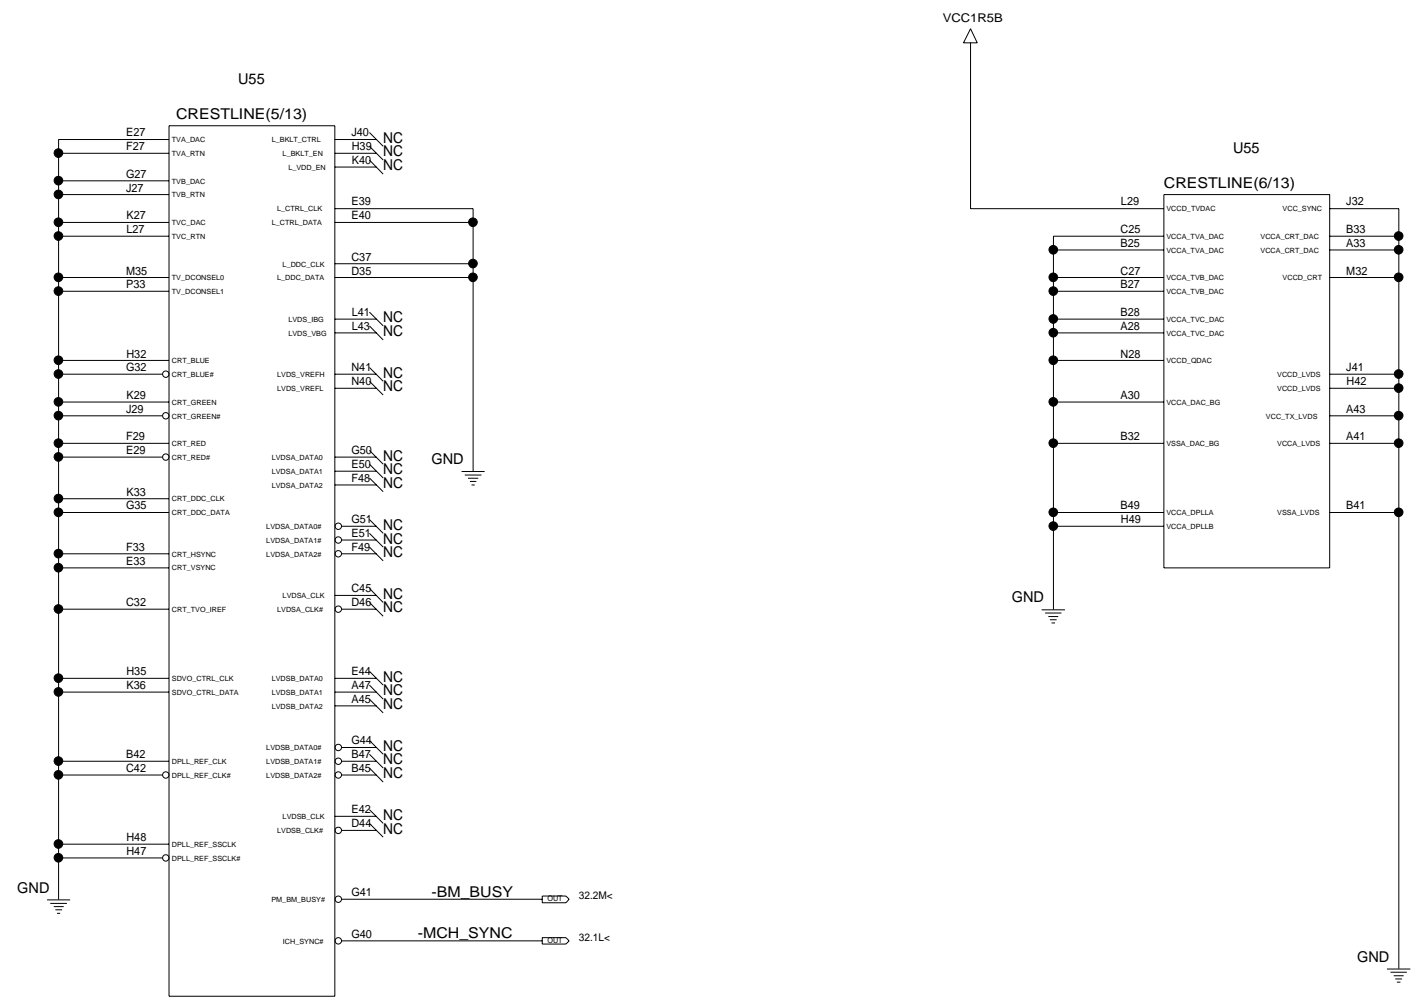 VCC1R5B
U55
CRESTLINE(5/13)
E27 TVA_DAC L_BKLT_CTRL J40 NC
F27 TVA_RTN L_BKLT_EN H39 NC
L_VDD_EN K40 NC
G27 TVB_DAC
J27 TVB_RTN
K27 TVC_DAC L_CTRL_CLK E39
L27 TVC_RTN L_CTRL_DATA E40
M35 TV_DCONSEL0 L_DDC_CLK C37
P33 TV_DCONSEL1 L_DDC_DATA D35
LVDS_IBG L41 NC
LVDS_VBG L43 NC
H32 CRT_BLUE
G32 CRT_BLUE# LVDS_VREFH N41 NC
LVDS_VREFL N40 NC
K29 CRT_GREEN
J29 CRT_GREEN#
F29 CRT_RED
E29 CRT_RED# LVDSA_DATA0 G50 NC
LVDSA_DATA1 E50 NC
LVDSA_DATA2 F48 NC
GND
K33 CRT_DDC_CLK
G35 CRT_DDC_DATA
LVDSA_DATA0# G51 NC
LVDSA_DATA1# E51 NC
F33 CRT_HSYNC LVDSA_DATA2# F49 NC
E33 CRT_VSYNC
LVDSA_CLK C45 NC
C32 CRT_TVO_IREF LVDSA_CLK# D46 NC
H35 SDVO_CTRL_CLK LVDSB_DATA0 E44 NC
K36 SDVO_CTRL_DATA LVDSB_DATA1 A47 NC
LVDSB_DATA2 A45 NC
LVDSB_DATA0# G44 NC
B42 DPLL_REF_CLK LVDSB_DATA1# B47 NC
C42 DPLL_REF_CLK# LVDSB_DATA2# B45 NC
LVDSB_CLK E42 NC
LVDSB_CLK# D44 NC
H48 DPLL_REF_SSCLK
H47 DPLL_REF_SSCLK#
GND
PM_BM_BUSY# G41 -BM_BUSY OUT 32.2M<
ICH_SYNC# G40 -MCH_SYNC OUT 32.1L<
U55
CRESTLINE(6/13)
L29 VCCD_TVDAC VCC_SYNC J32
C25 VCCA_TVA_DAC VCCA_CRT_DAC B33
B25 VCCA_TVA_DAC VCCA_CRT_DAC A33
C27 VCCA_TVB_DAC VCCD_CRT M32
B27 VCCA_TVB_DAC
B28 VCCA_TVC_DAC
A28 VCCA_TVC_DAC
N28 VCCD_QDAC
VCCD_LVDS J41
VCCD_LVDS H42
A30 VCCA_DAC_BG
VCC_TX_LVDS A43
B32 VSSA_DAC_BG VCCA_LVDS A41
B49 VCCA_DPLLA VSSA_LVDS B41
H49 VCCA_DPLLB
GND
GND